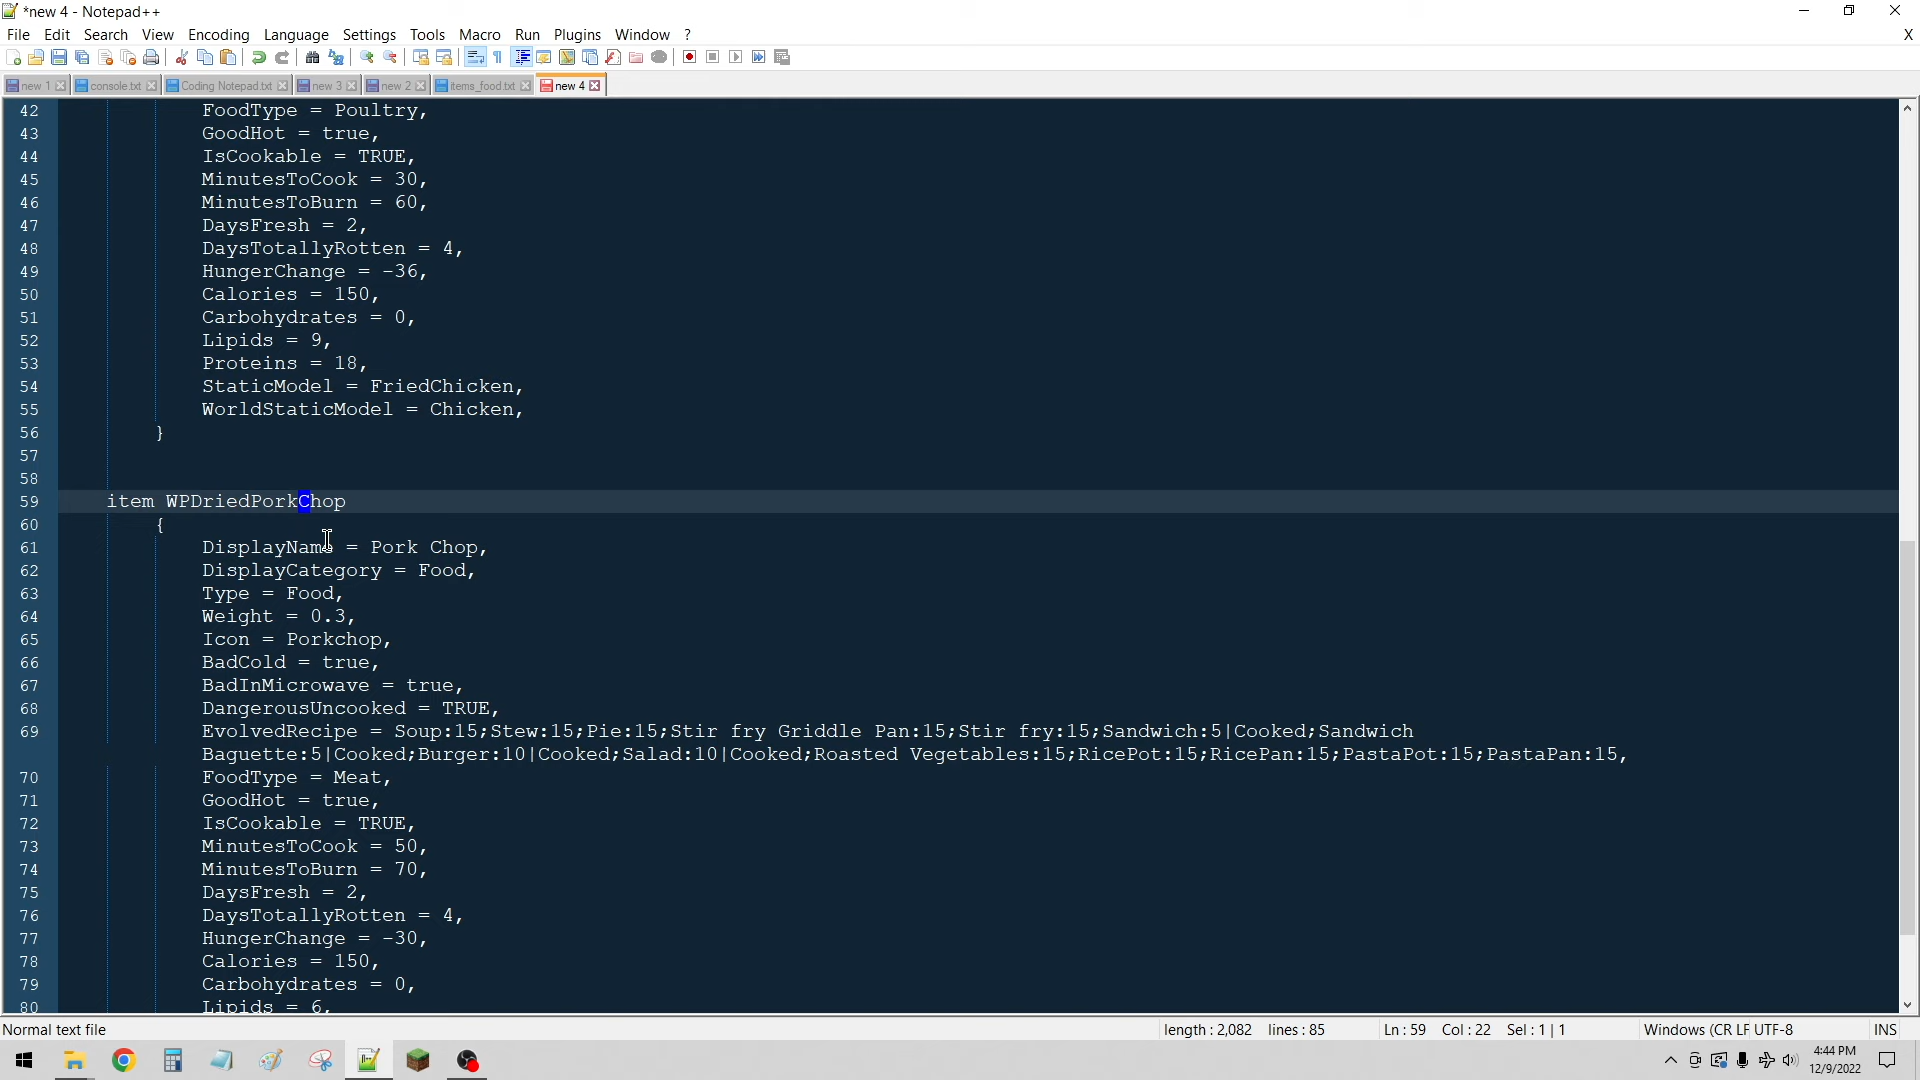 *new 4 - Notepad++
File Edit Search View Encoding Language Settings Tools Macro Run Plugins Window ? X
new 1 console.txt Coding Notepad.txt new 3 new 2 items_food.txt new 4
42 FoodType = Poultry,
43 GoodHot = true,
44 IsCookable = TRUE,
45 MinutesToCook = 30,
46 MinutesToBurn = 60,
47 DaysFresh = 2,
48 DaysTotallyRotten = 4,
49 HungerChange = -36,
50 Calories = 150,
51 Carbohydrates = 0,
52 Lipids = 9,
53 Proteins = 18,
54 StaticModel = FriedChicken,
55 WorldStaticModel = Chicken,
56 }
57
58
59 item WPDriedPorkChop
60 {
61 DisplayName = Pork Chop,
62 DisplayCategory = Food,
63 Type = Food,
64 Weight = 0.3,
65 Icon = Porkchop,
66 BadCold = true,
67 BadInMicrowave = true,
68 DangerousUncooked = TRUE,
69 EvolvedRecipe = Soup:15;Stew:15;Pie:15;Stir fry Griddle Pan:15;Stir fry:15;Sandwich:5|Cooked;Sandwich
Baguette:5|Cooked;Burger:10|Cooked;Salad:10|Cooked;Roasted Vegetables:15;RicePot:15;RicePan:15;PastaPot:15;PastaPan:15,
70 FoodType = Meat,
71 GoodHot = true,
72 IsCookable = TRUE,
73 MinutesToCook = 50,
74 MinutesToBurn = 70,
75 DaysFresh = 2,
76 DaysTotallyRotten = 4,
77 HungerChange = -30,
78 Calories = 150,
79 Carbohydrates = 0,
80 Lipids = 6,
Normal text file length : 2,082 lines : 85 Ln : 59 Col : 22 Sel : 1 | 1 Windows (CR LF UTF-8 INS
4:44 PM
12/9/2022